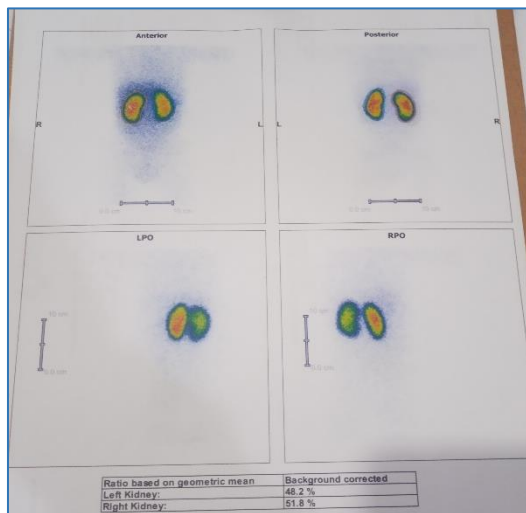 Anterior
Posterior
R
L
L
R
LPO
RPO
Ratio based on geometric mean
Background corrected
Left Kidney:
48.2 %
Right Kidney:
51.8 %